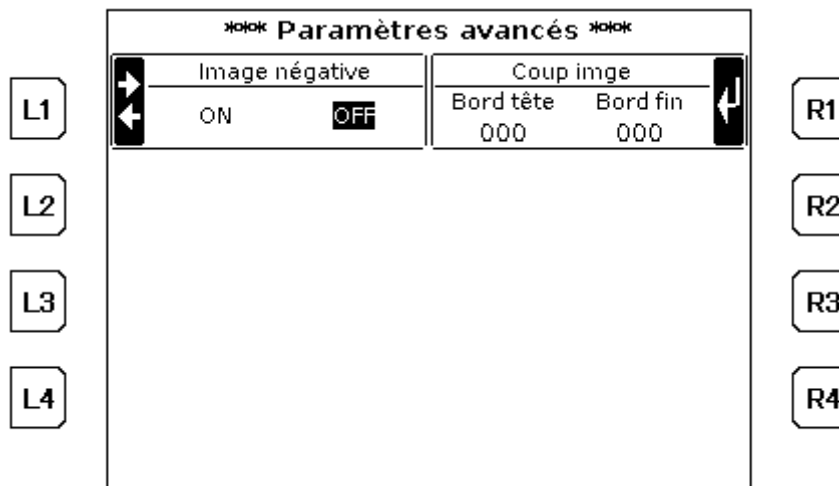 *** Paramètres avancés ***
Image négative
Coup imge
L1
ON OFF
Bord tête Bord fin
000 000
R1
L2
R2
L3
R3
L4
R4